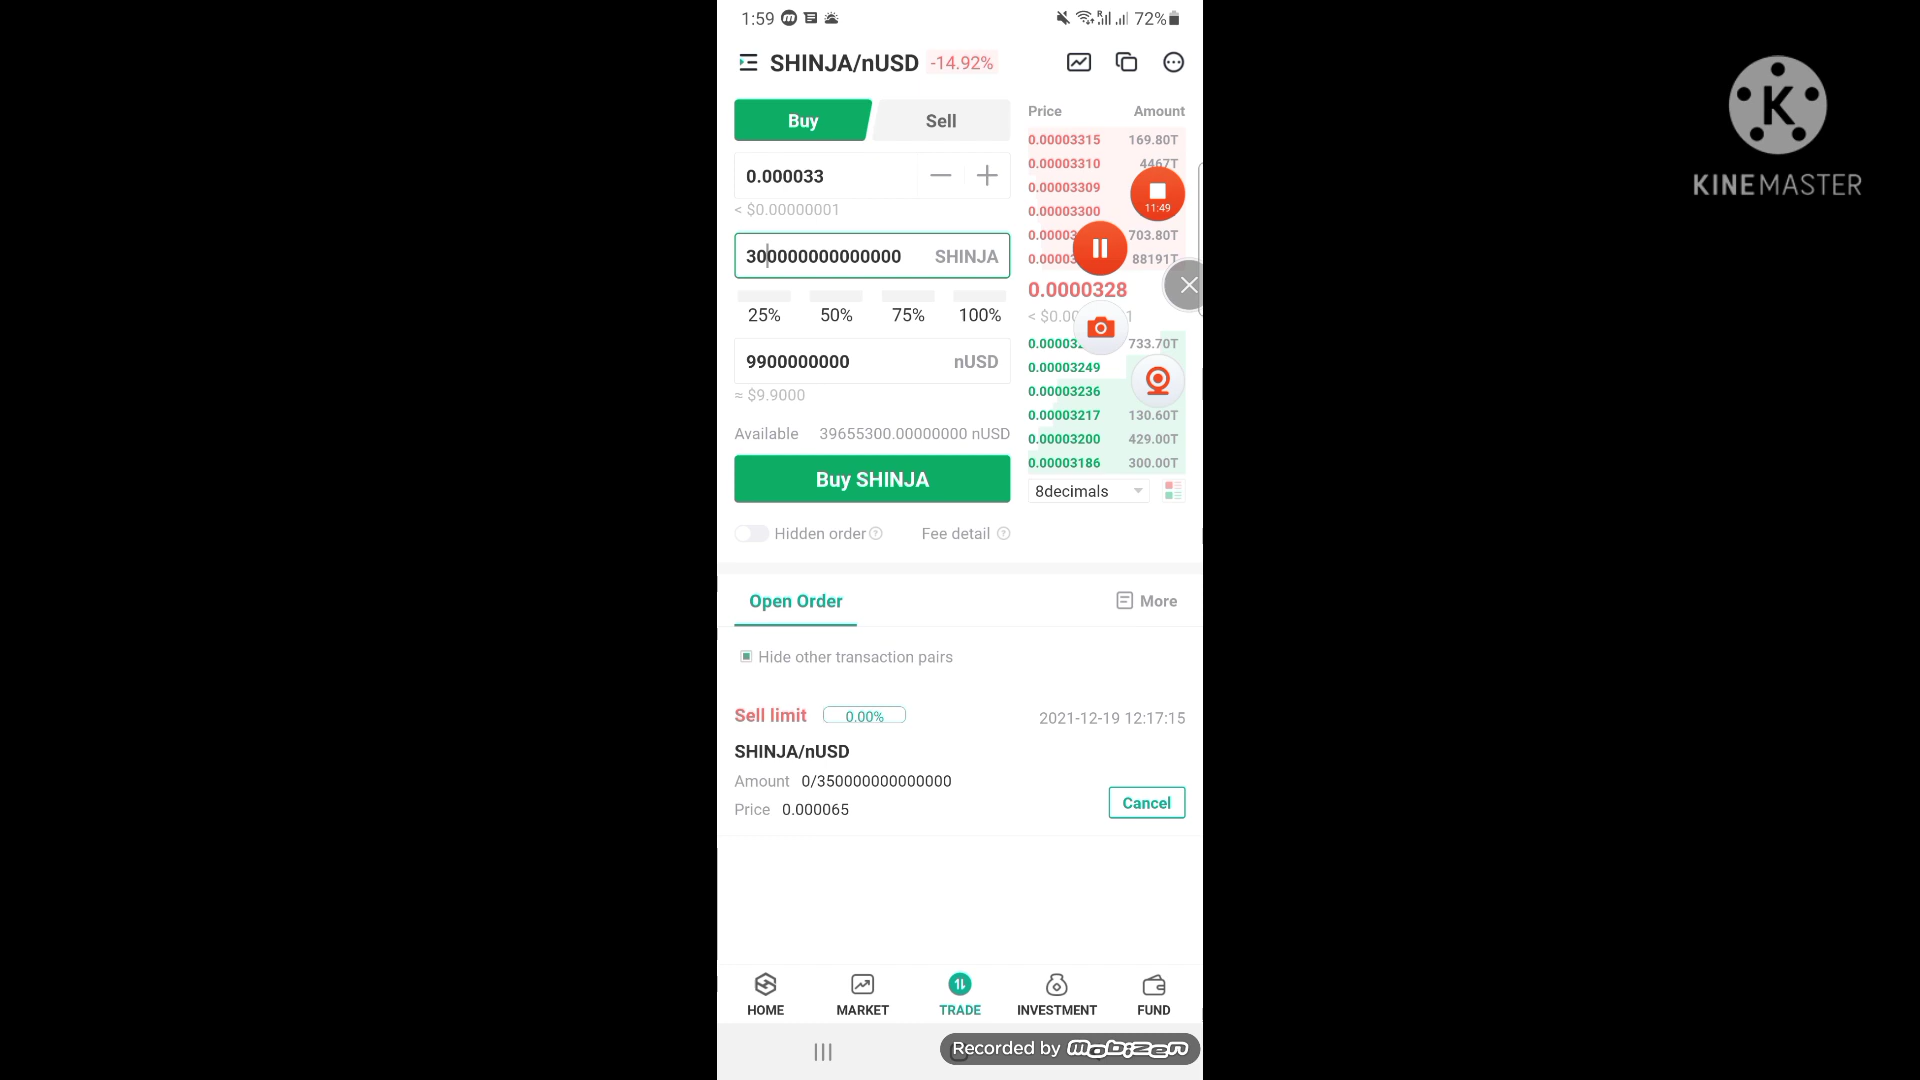 1:59
72%
SHINJA/nUSD -14.92%
Buy
Sell
0.000033
< $0.00000001
300000000000000 SHINJA
25% 50% 75% 100%
9900000000 nUSD
≈ $9.9000
Available 39655300.00000000 nUSD
Buy SHINJA
Hidden order
Fee detail
Price Amount
0.00003315 169.80T
0.00003310 4467T
0.00003309
0.00003300
703.80T
88191T
11:49
0.0000328
733.70T
0.00003249
0.00003236
0.00003217 130.60T
0.00003200 429.00T
0.00003186 300.00T
8decimals
Open Order
More
Hide other transaction pairs
Sell limit 0.00% 2021-12-19 12:17:15
SHINJA/nUSD
Amount 0/350000000000000
Price 0.000065
Cancel
HOME MARKET TRADE INVESTMENT FUND
Recorded by mobizen
KINEMASTER